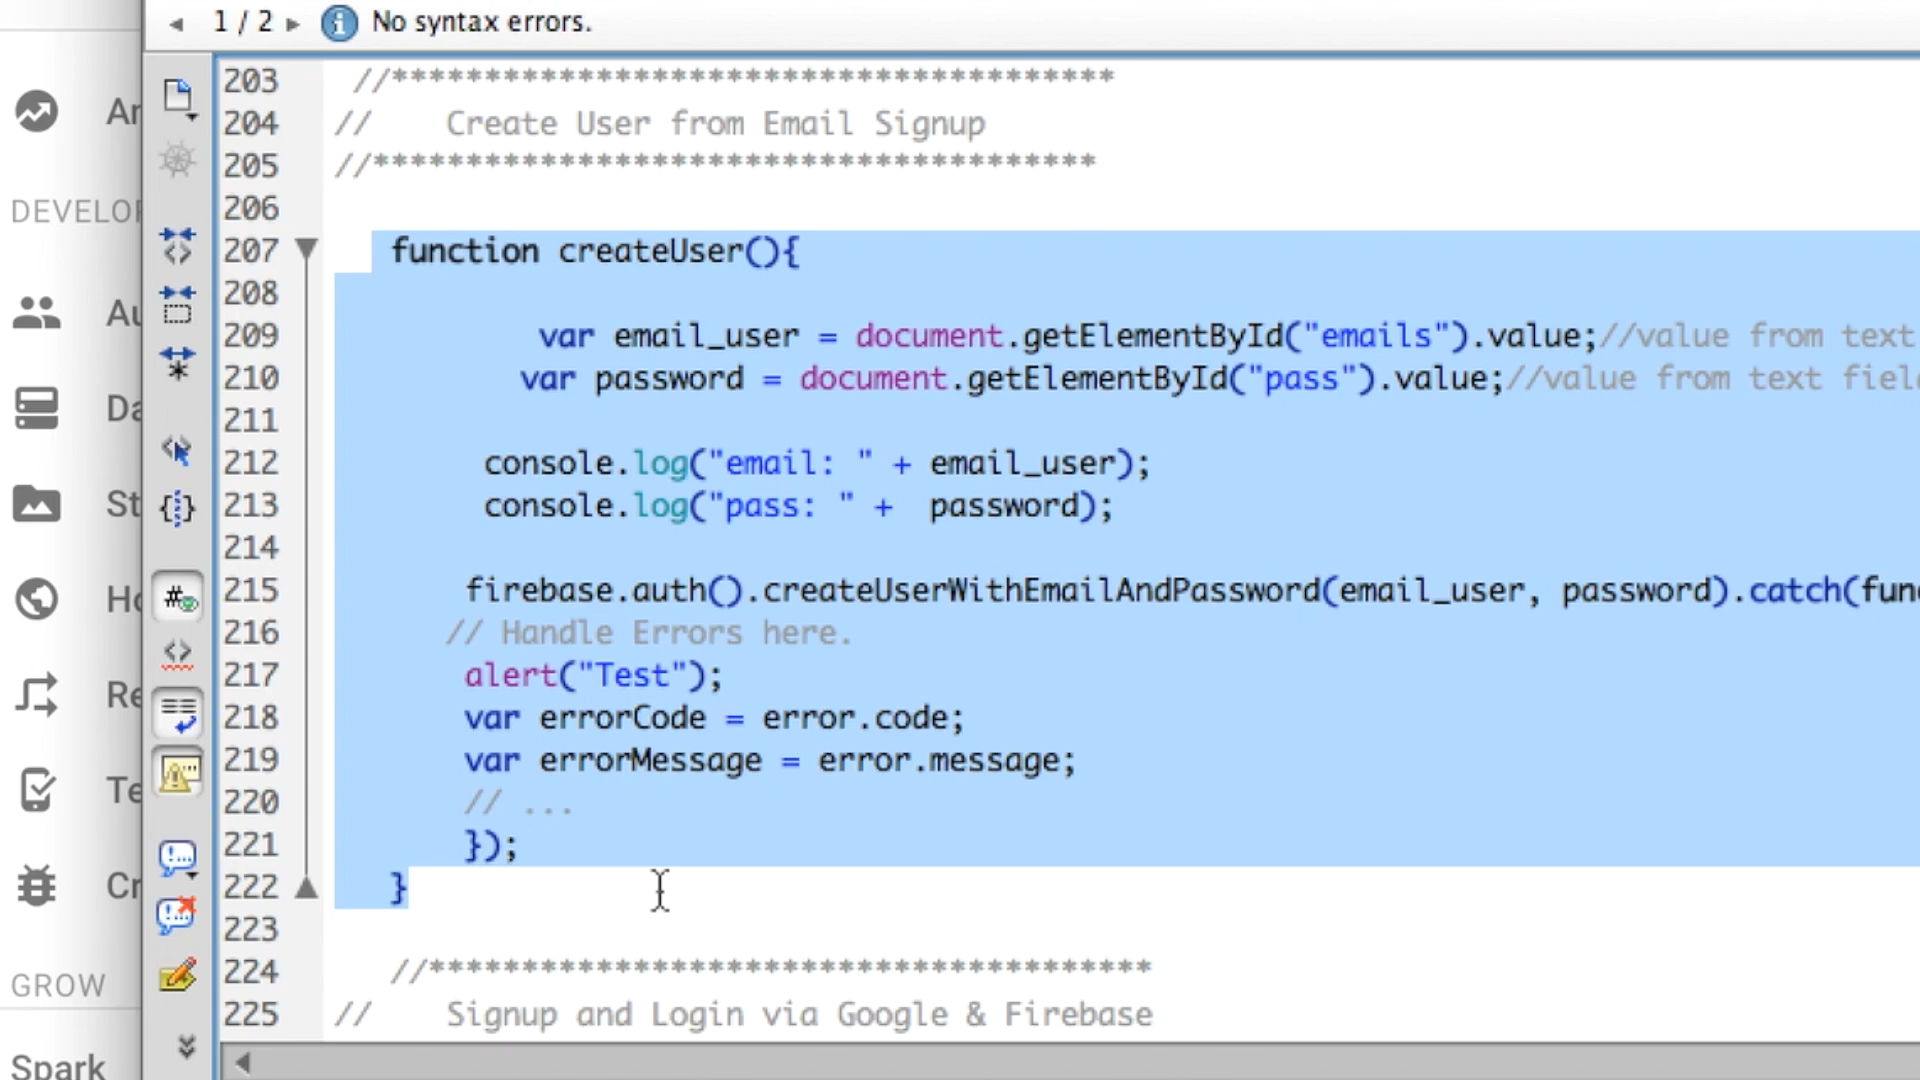 1 / 2 No syntax errors.
203 //***************************************
204 // Create User from Email Signup
205 //***************************************
206
207 function createUser(){
208
209 var email_user = document.getElementById("emails").value;//value from text
210 var password = document.getElementById("pass").value;//value from text fiel
211
212 console.log("email: " + email_user);
213 console.log("pass: " +  password);
214
215 firebase.auth().createUserWithEmailAndPassword(email_user, password).catch(fun
216 // Handle Errors here.
217 alert("Test");
218 var errorCode = error.code;
219 var errorMessage = error.message;
220 // ...
221 });
222 }
223
224 //***************************************
225 // Signup and Login via Google & Firebase
An
DEVELO
Au
Da
St
Ho
Re
Te
Cr
GROW
Spark